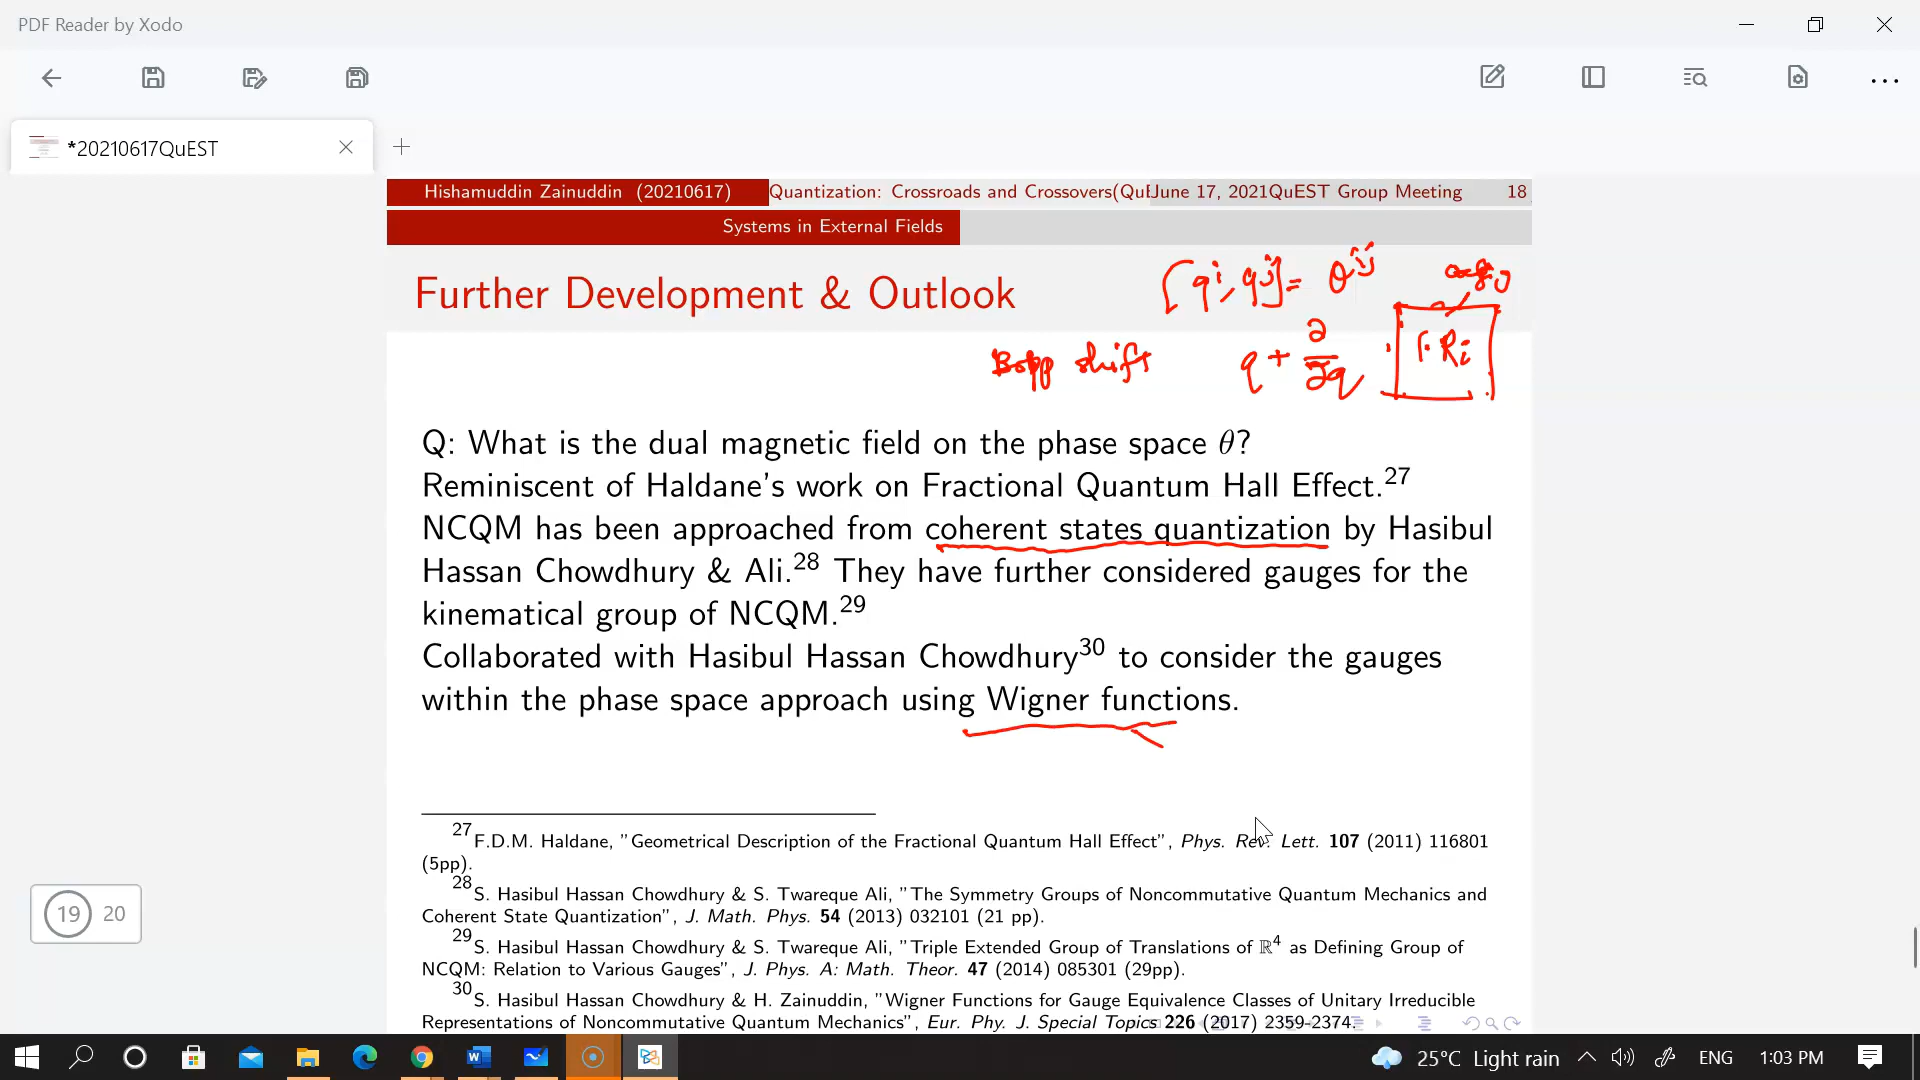 PDF Reader by Xodo
*20210617QuEST
Hishamuddin Zainuddin (20210617)
Quantization: Crossroads and Crossovers(QuE
June 17, 2021QuEST Group Meeting
18
Systems in External Fields
Further Development & Outlook
[q^i, q^j] = θ^ij
Bopp shift
q + ∂/∂q
Q: What is the dual magnetic field on the phase space θ?
Reminiscent of Haldane's work on Fractional Quantum Hall Effect.27
NCQM has been approached from coherent states quantization by Hasibul
Hassan Chowdhury & Ali.28 They have further considered gauges for the
kinematical group of NCQM.29
Collaborated with Hasibul Hassan Chowdhury30 to consider the gauges
within the phase space approach using Wigner functions.
27F.D.M. Haldane, "Geometrical Description of the Fractional Quantum Hall Effect", Phys. Rev. Lett. 107 (2011) 116801
(5pp).
28S. Hasibul Hassan Chowdhury & S. Twareque Ali, "The Symmetry Groups of Noncommutative Quantum Mechanics and
Coherent State Quantization", J. Math. Phys. 54 (2013) 032101 (21 pp).
29S. Hasibul Hassan Chowdhury & S. Twareque Ali, "Triple Extended Group of Translations of ℝ4 as Defining Group of
NCQM: Relation to Various Gauges", J. Phys. A: Math. Theor. 47 (2014) 085301 (29pp).
30S. Hasibul Hassan Chowdhury & H. Zainuddin, "Wigner Functions for Gauge Equivalence Classes of Unitary Irreducible
Representations of Noncommutative Quantum Mechanics", Eur. Phy. J. Special Topics 226 (2017) 2359-2374.
19 20
25°C Light rain
ENG
1:03 PM